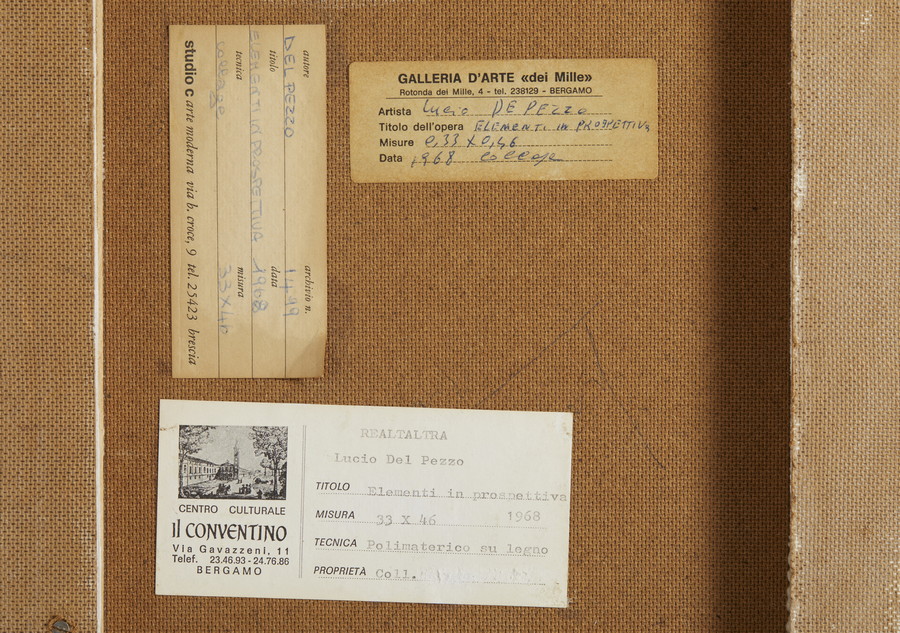 autore
archivio n.
DEL PEZZO
1499
titolo
data
ELEMENTI IN PROSPETTIVA
1968
tecnica
misura
collage
33X4
studio c arte moderna via b. croce, 9 tel. 25423 brescia
GALLERIA D'ARTE «dei Mille»
Rotonda dei Mille, 4 - tel. 238129 - BERGAMO
Artista Lucio DE PEZZO
Titolo dell'opera ELEMENTI IN PROSPETTIVA
Misure 0,33 X 0,46
Data 1968 collage
REALTALTRA
Lucio Del Pezzo
TITOLO Elementi in prospettiva
MISURA 33 X 46 1968
TECNICA Polimaterico su legno
PROPRIETÀ Coll.
CENTRO CULTURALE
il CONVENTINO
Via Gavazzeni, 11
Telef. 23.46.93 - 24.76.86
BERGAMO